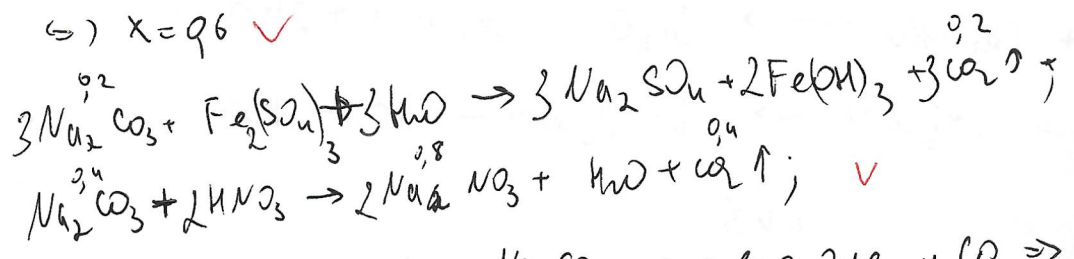 ⇔) x = 0,6 V
0,2 0,2
3Na₂CO₃ + Fe₂(SO₄)₃ + 3H₂O → 3Na₂SO₄ + 2Fe(OH)₃ + 3CO₂↑;
0,4 0,8 0,4
Na₂CO₃ + 2HNO₃ → 2NaNO₃ + H₂O + CO₂↑; V